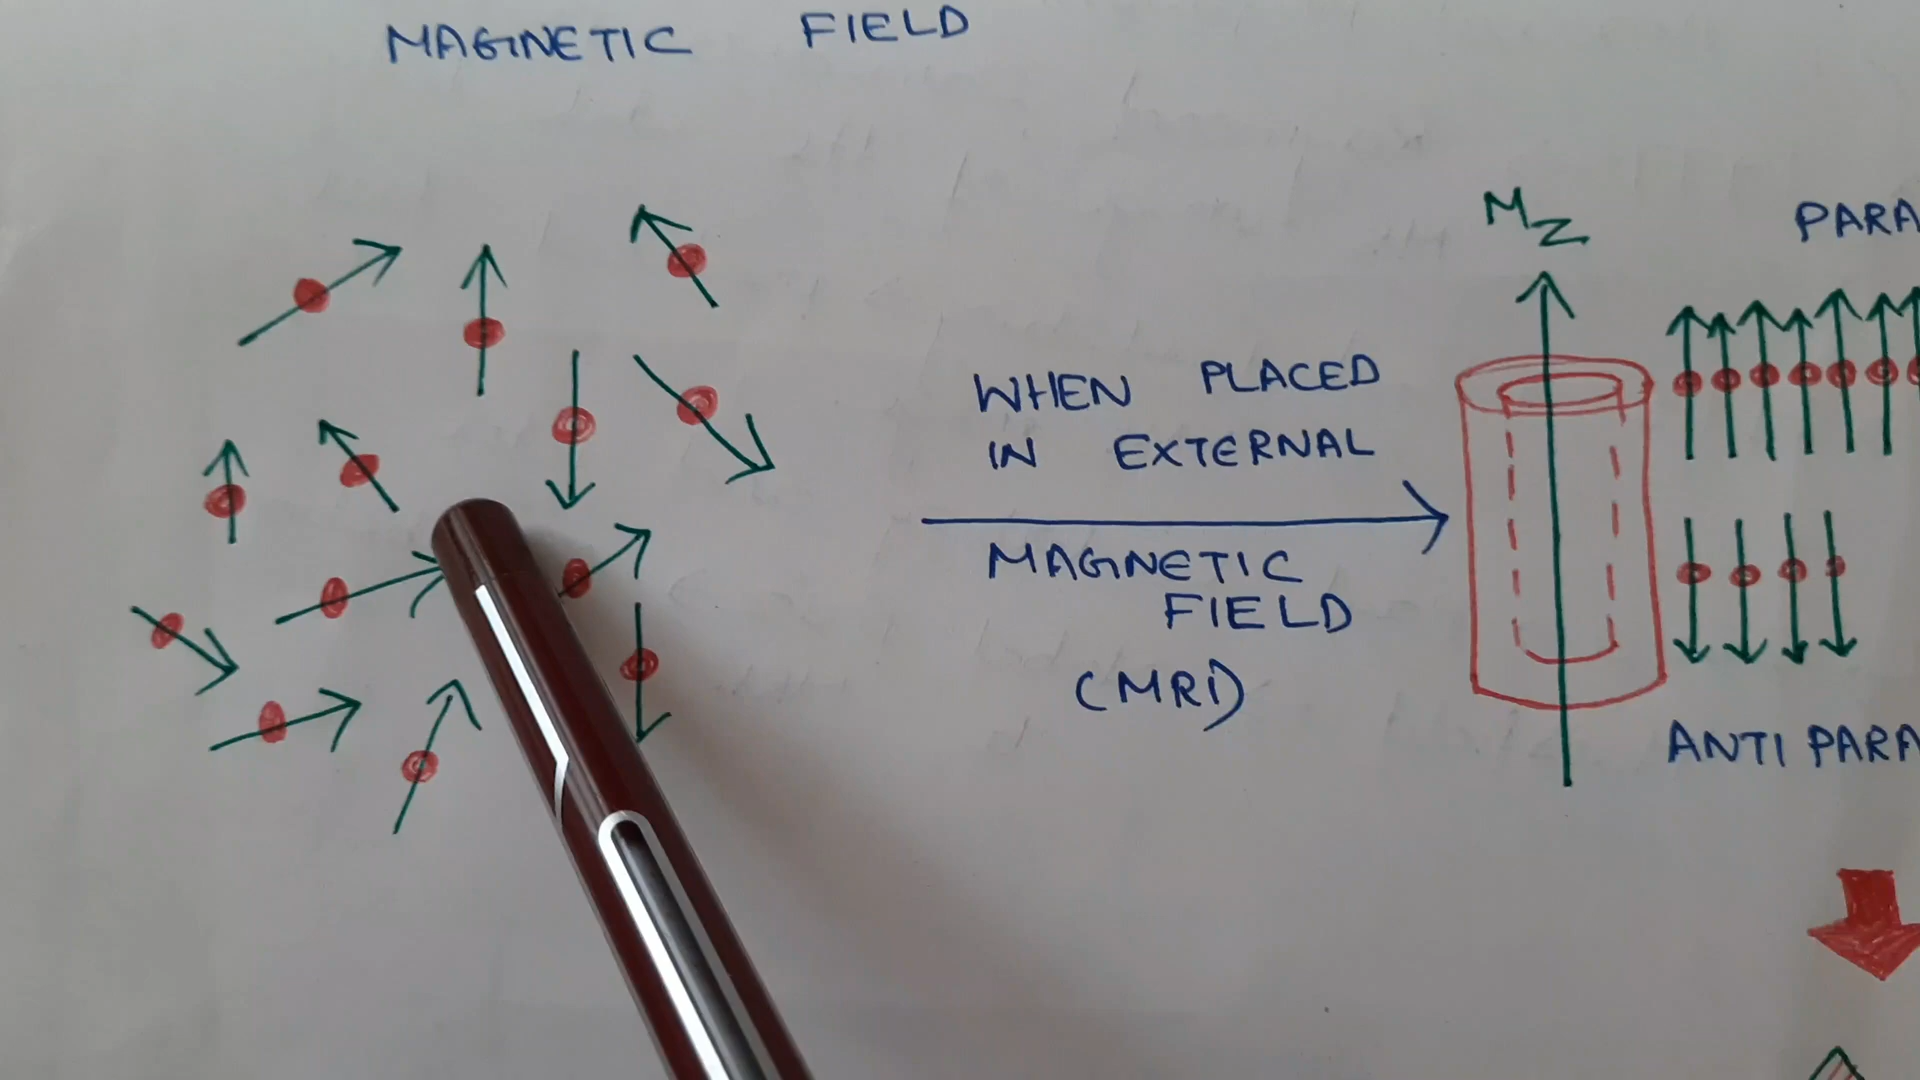 MAGNETIC FIELD
MZ
PARA
WHEN PLACED
IN EXTERNAL
MAGNETIC
FIELD
(MRI)
ANTI PARA